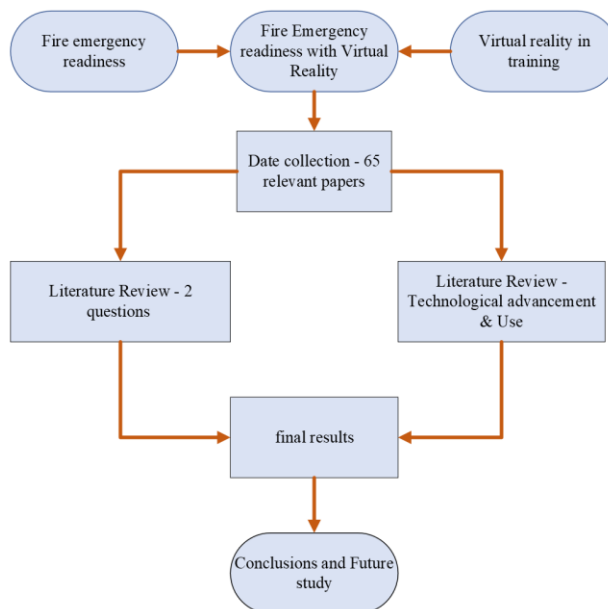 Fire emergency
readiness
Fire Emergency
readiness with Virtual
Reality
Virtual reality in
training
Date collection - 65
relevant papers
Literature Review - 2
questions
Literature Review -
Technological advancement
& Use
final results
Conclusions and Future
study